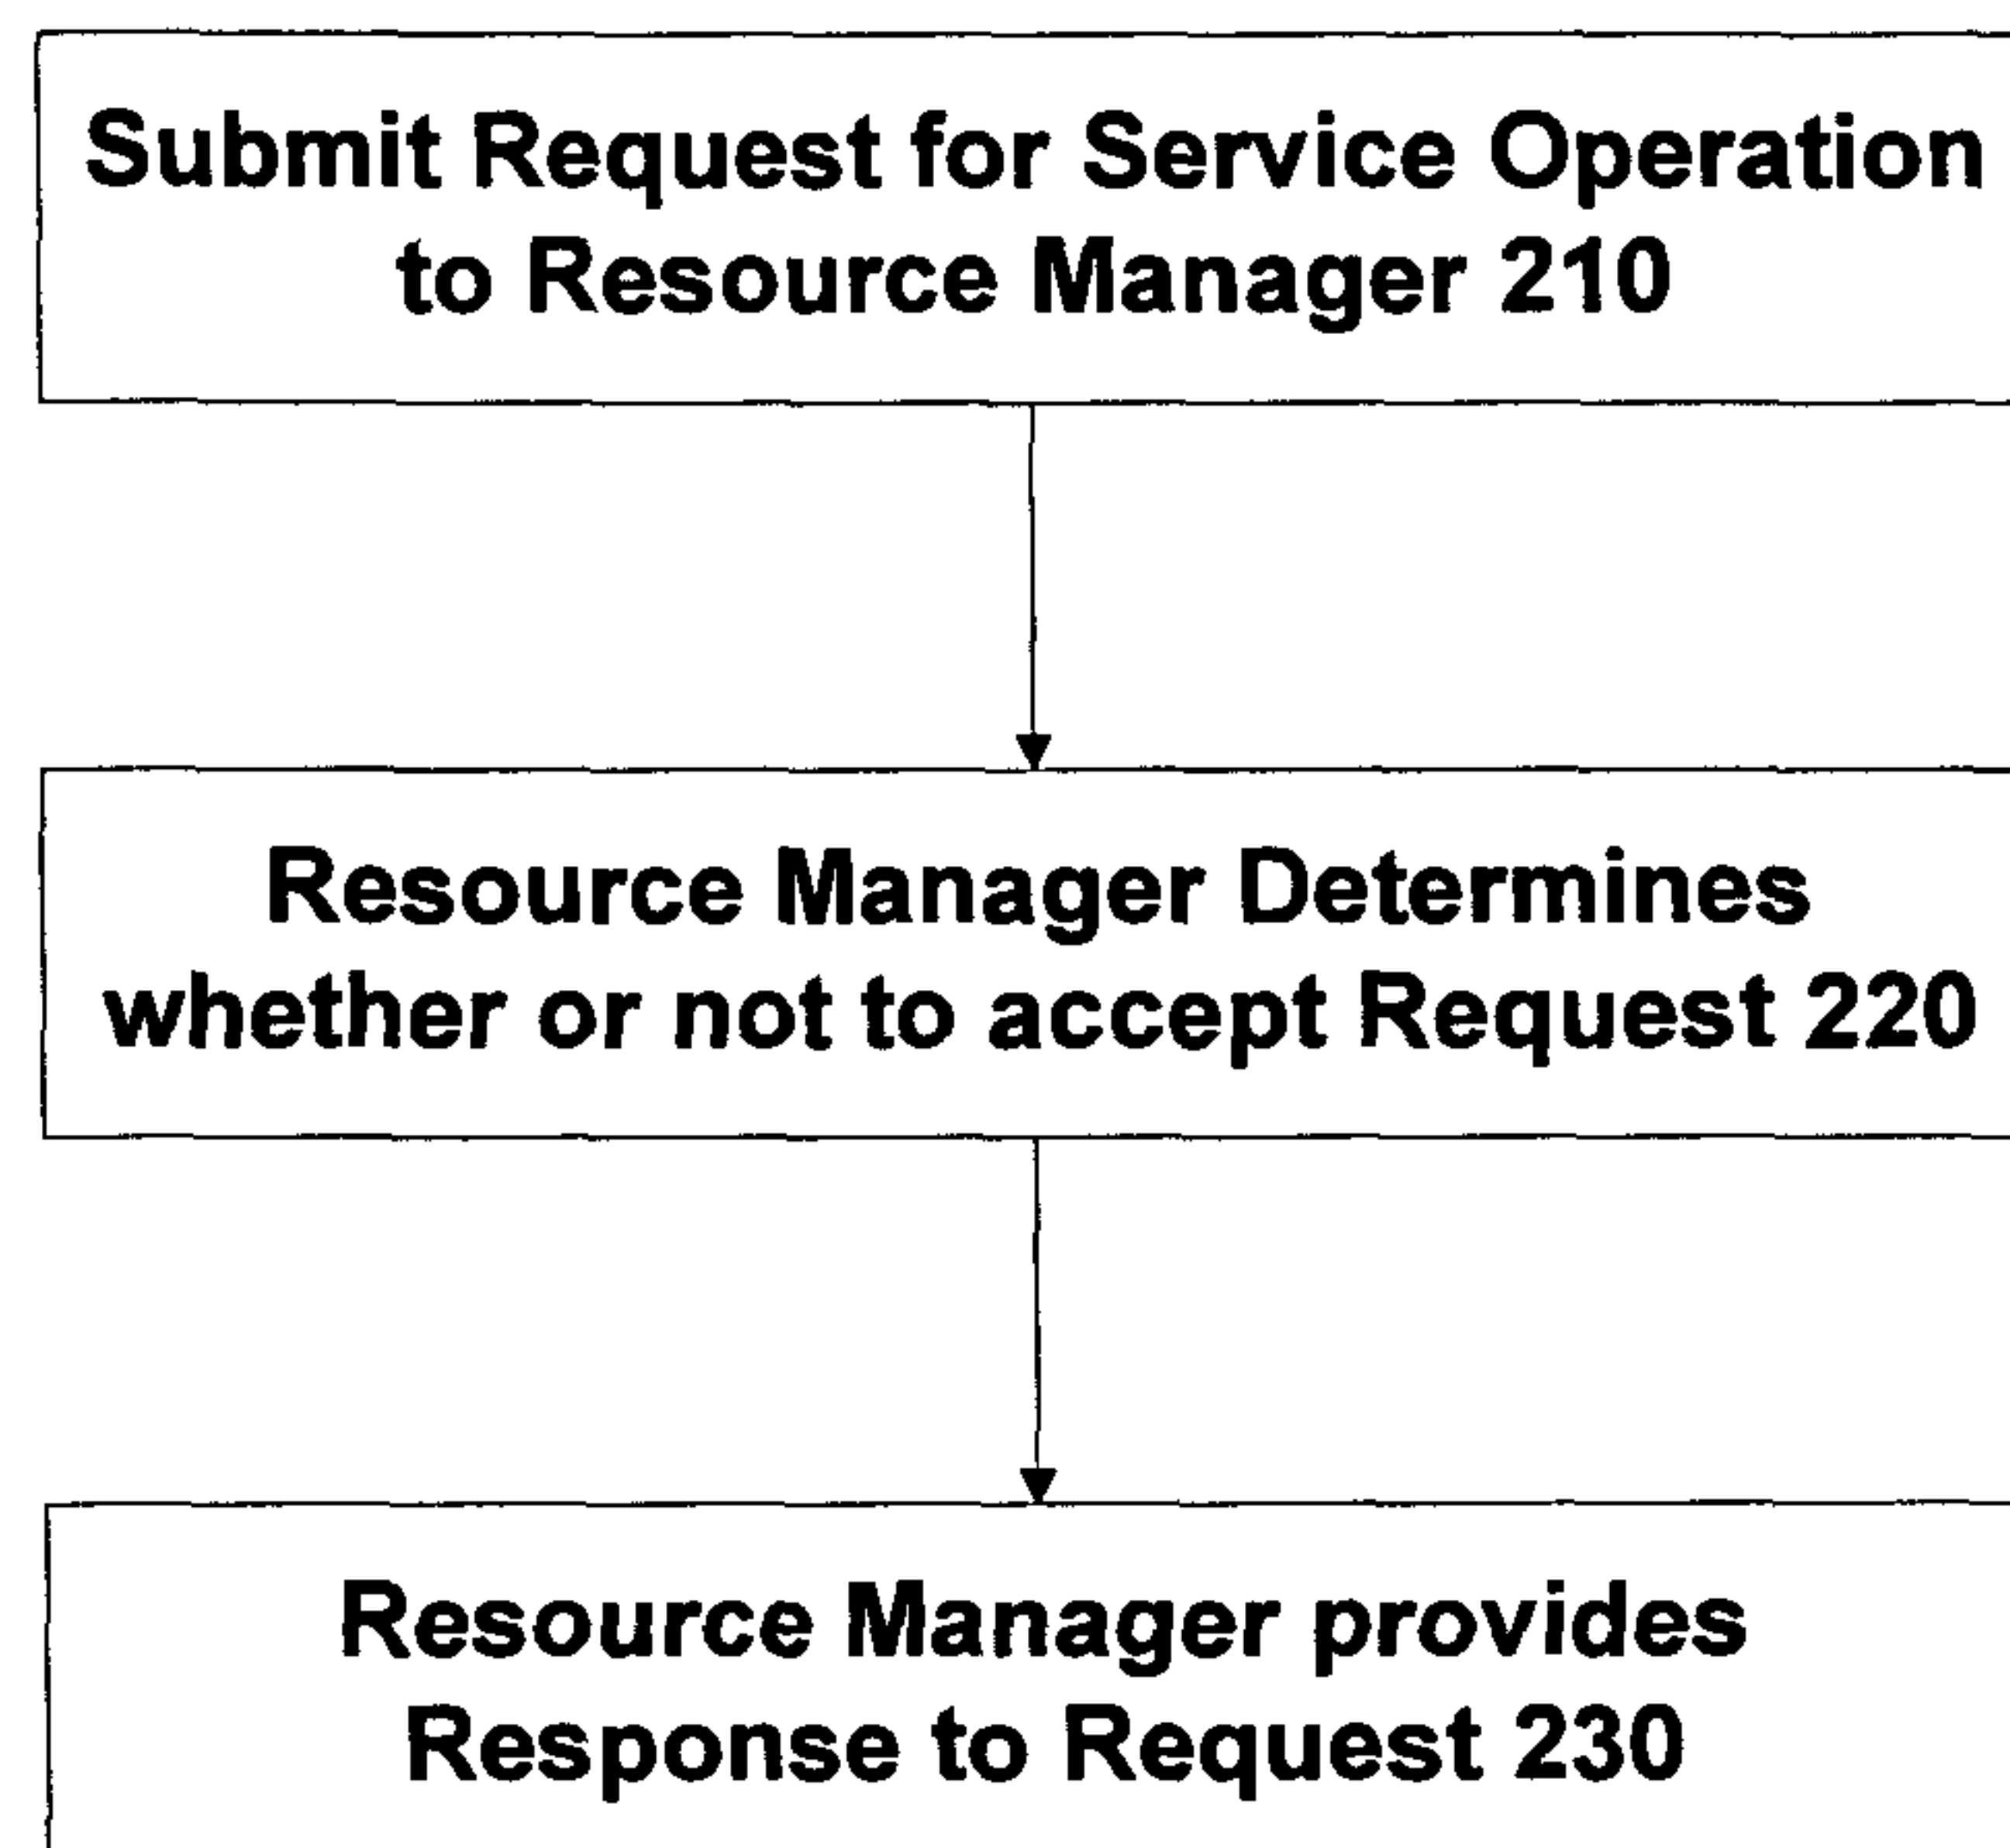 Submit Request for Service Operation
to Resource Manager 210
Resource Manager Determines
whether or not to accept Request 220
Resource Manager provides
Response to Request 230